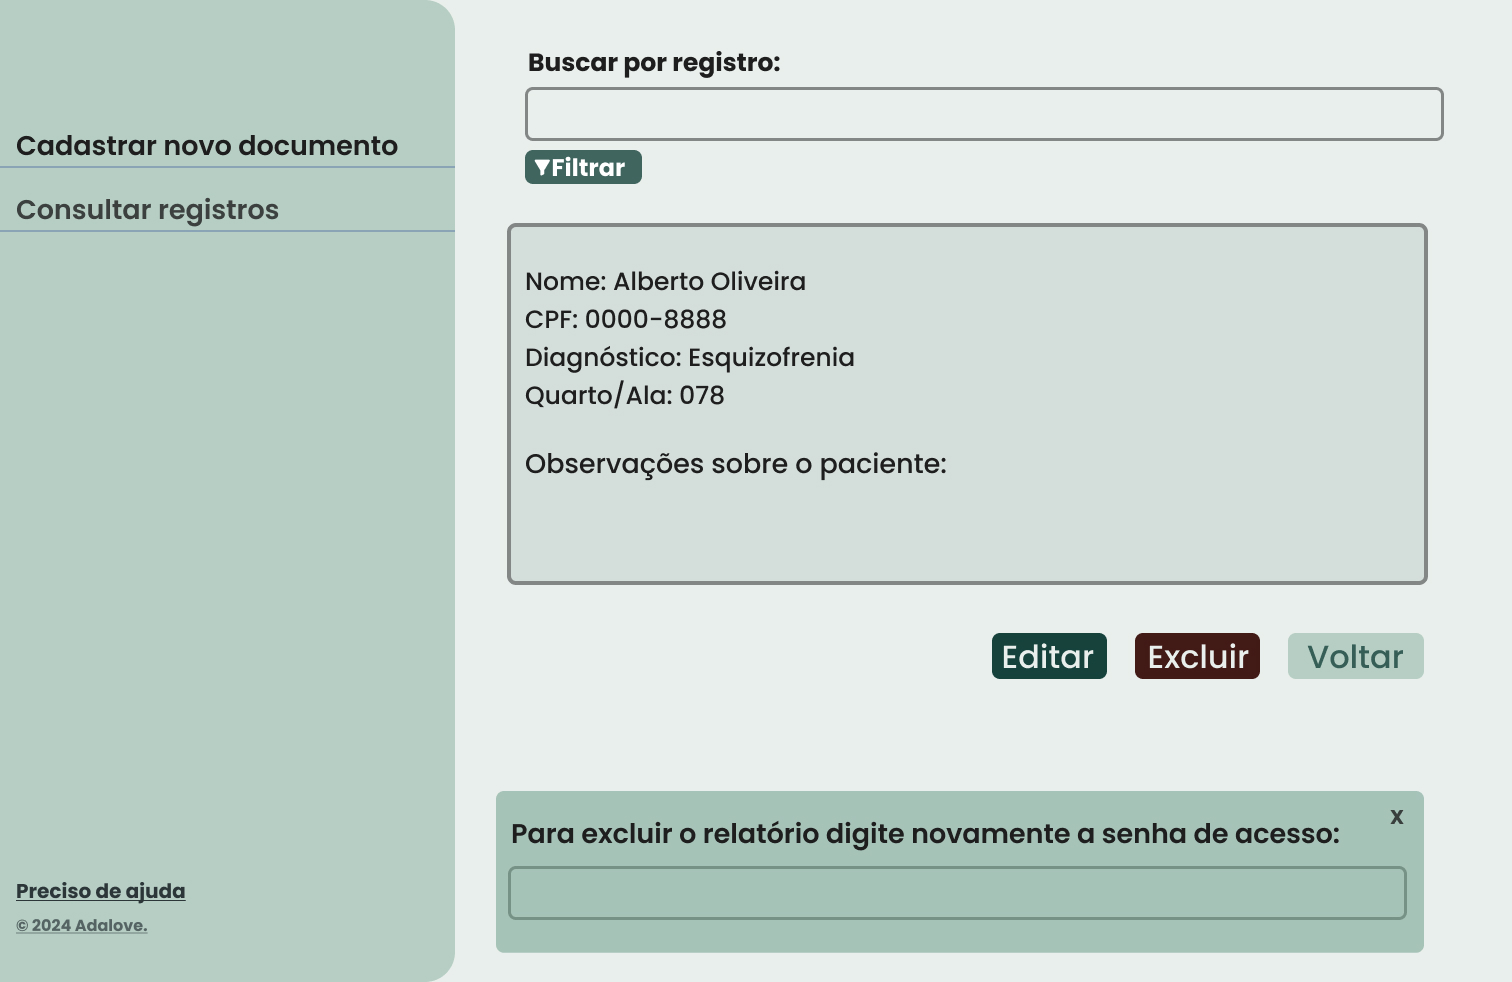 Cadastrar novo documento
Consultar registros
Preciso de ajuda
© 2024 Adalove.
Buscar por registro:
Filtrar
Nome: Alberto Oliveira
CPF: 0000-8888
Diagnóstico: Esquizofrenia
Quarto/Ala: 078
Observações sobre o paciente:
Editar Excluir Voltar
x
Para excluir o relatório digite novamente a senha de acesso: